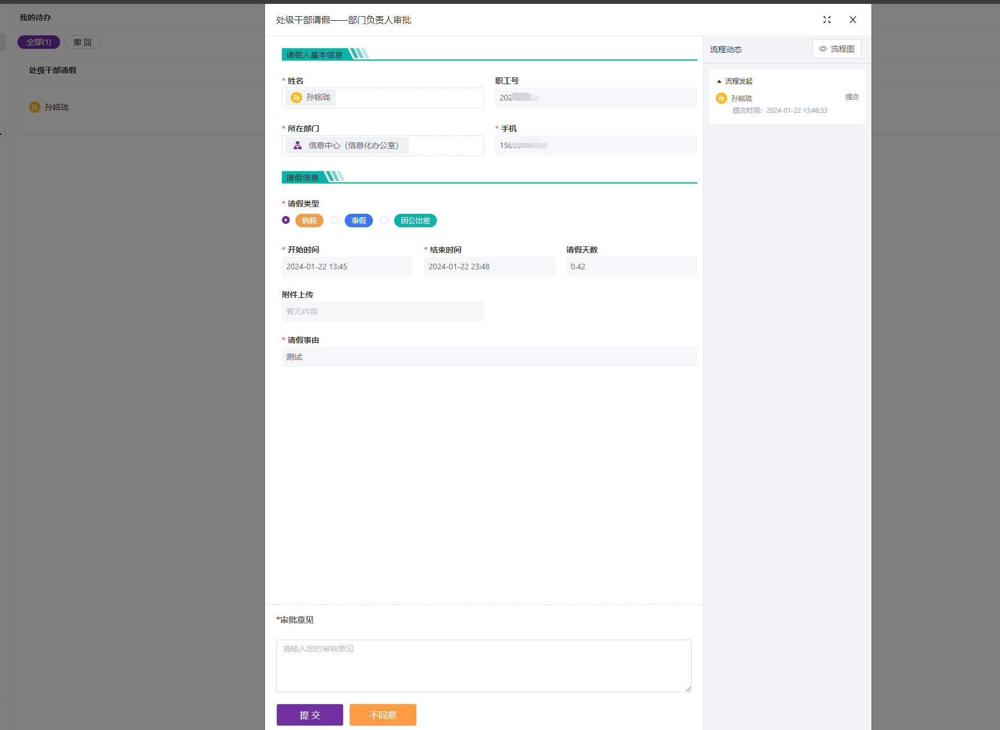 我的待办
全部(1) 撤 回
处级干部请假
孙 孙铭珑
处级干部请假——部门负责人审批
请假人基本信息
* 姓名 职工号
孙 孙铭珑 202
* 所在部门 * 手机
信息中心（信息化办公室） 150
请假信息
* 请假类型
病假 事假 因公出差
* 开始时间 * 结束时间 请假天数
2024-01-22 13:45 2024-01-22 23:48 0.42
附件上传
暂无内容
* 请假事由
测试
*审批意见
请输入您的审核意见
提 交 不同意
流程动态 流程图
流程发起
孙 孙铭珑 提交
提交时间：2024-01-22 13:46:33